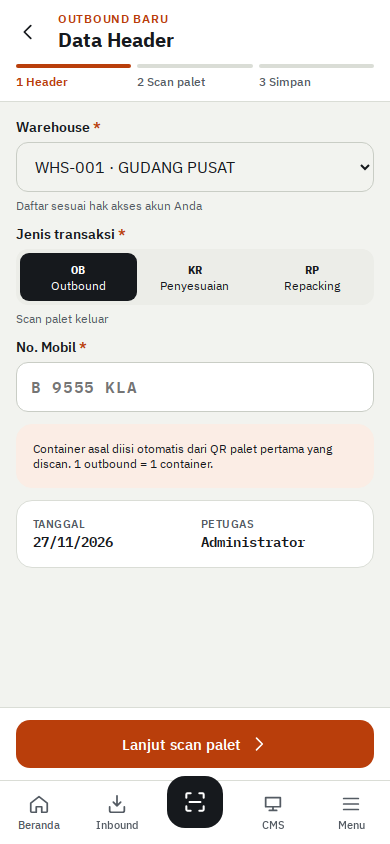 OUTBOUND BARU
Data Header
1 Header
2 Scan palet
3 Simpan
Warehouse *
WHS-001 · GUDANG PUSAT
Daftar sesuai hak akses akun Anda
Jenis transaksi *
OB
Outbound
KR
Penyesuaian
RP
Repacking
Scan palet keluar
No. Mobil *
B 9555 KLA
Container asal diisi otomatis dari QR palet pertama yang
discan. 1 outbound = 1 container.
TANGGAL
27/11/2026
PETUGAS
Administrator
Lanjut scan palet
Beranda
Inbound
CMS
Menu